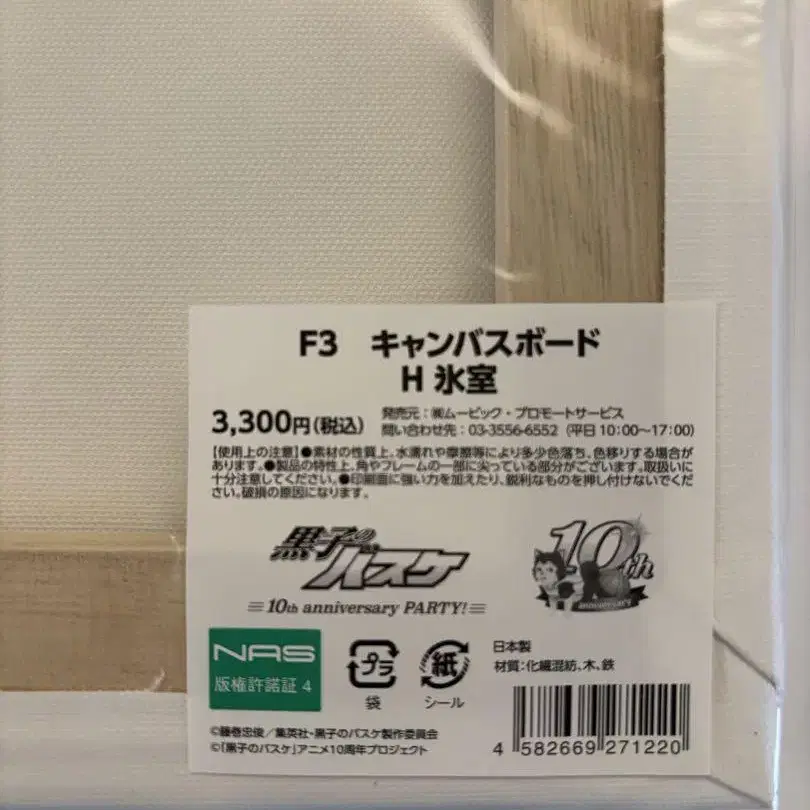 F3 キャンバスボード
H 氷室
3,300円(税込)
発売元:㈱ムービック・プロモートサービス
問い合わせ先:03-3556-6552(平日 10:00～17:00)
【使用上の注意】●素材の性質上、水濡れや摩擦等により多少色落ち、色移りする場合が
あります。●製品の特性上、角やフレームの一部に尖っている部分がございます。取扱いに
十分注意してください。●印刷面に強い力を加えたり、鋭利なものを押し付けないでくだ
さい。破損の原因になります。
黒子のバスケ
10th anniversary PARTY!
10th
anniversary
NAS
版権許諾証 4
プラ
袋
紙
シール
日本製
材質:化繊混紡、木、鉄
©藤巻忠俊/集英社・黒子のバスケ製作委員会
©「黒子のバスケ」アニメ10周年プロジェクト
4 582669 271220